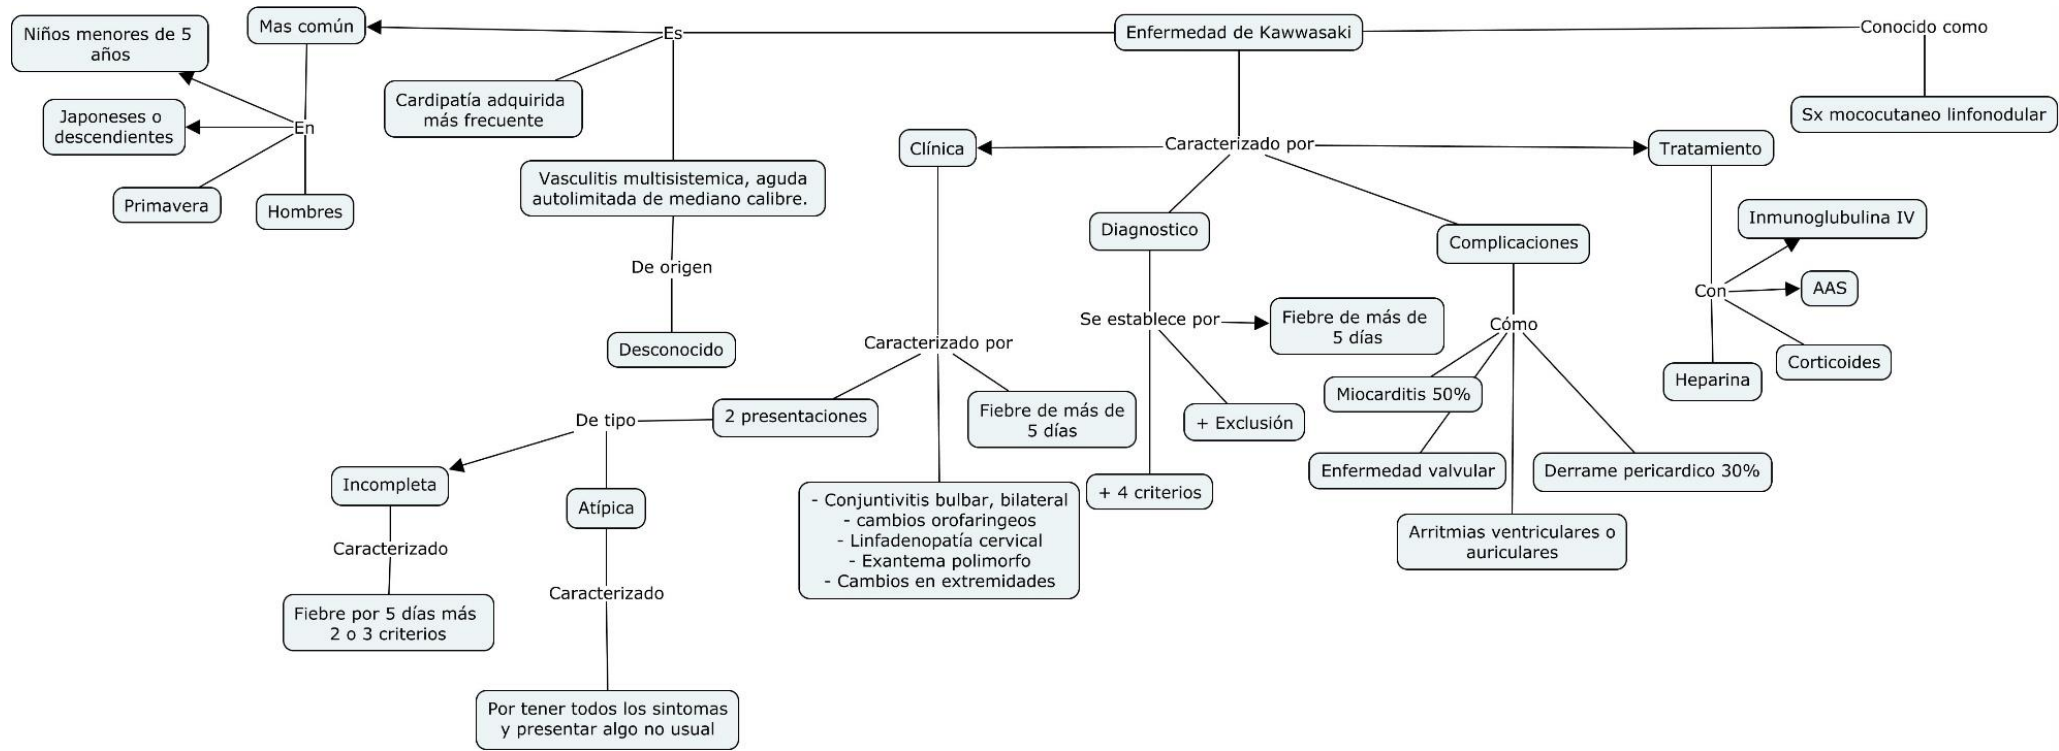 Enfermedad de Kawwasaki
Conocido como
Sx mococutaneo linfonodular
Es
Mas común
En
Niños menores de 5
años
Japoneses o
descendientes
Primavera
Hombres
Cardipatía adquirida
más frecuente
Vasculitis multisistemica, aguda
autolimitada de mediano calibre.
De origen
Desconocido
Caracterizado por
Clínica
Caracterizado por
2 presentaciones
De tipo
Incompleta
Caracterizado
Fiebre por 5 días más
2 o 3 criterios
Atípica
Caracterizado
Por tener todos los sintomas
y presentar algo no usual
- Conjuntivitis bulbar, bilateral
- cambios orofaringeos
- Linfadenopatía cervical
- Exantema polimorfo
- Cambios en extremidades
Fiebre de más de
5 días
Diagnostico
Se establece por
Fiebre de más de
5 días
+ Exclusión
+ 4 criterios
Complicaciones
Cómo
Miocarditis 50%
Enfermedad valvular
Arritmias ventriculares o
auriculares
Derrame pericardico 30%
Tratamiento
Con
Inmunoglubulina IV
AAS
Corticoides
Heparina